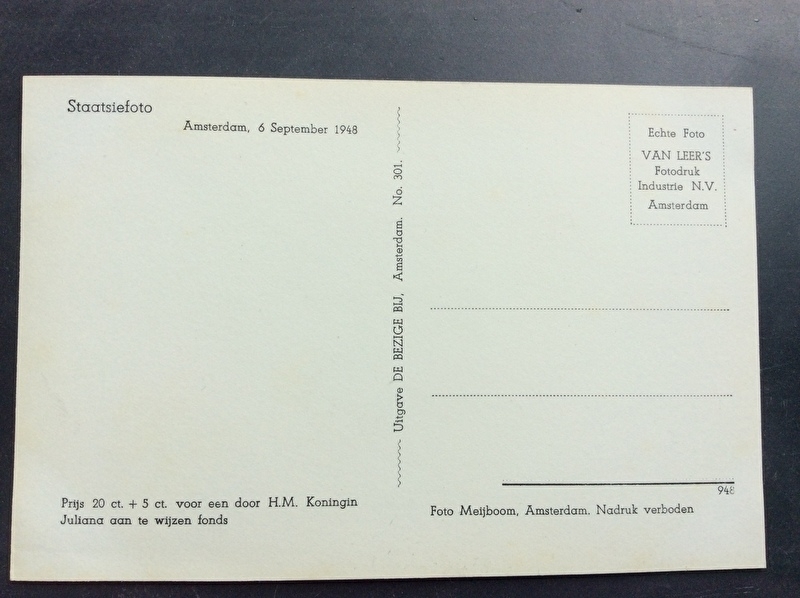 Staatsiefoto
Amsterdam, 6 September 1948
Prijs 20 ct. + 5 ct. voor een door H.M. Koningin
Juliana aan te wijzen fonds
Uitgave DE BEZIGE BIJ, Amsterdam. No. 301.
Echte Foto
VAN LEER'S
Fotodruk
Industrie N.V.
Amsterdam
948
Foto Meijboom, Amsterdam. Nadruk verboden